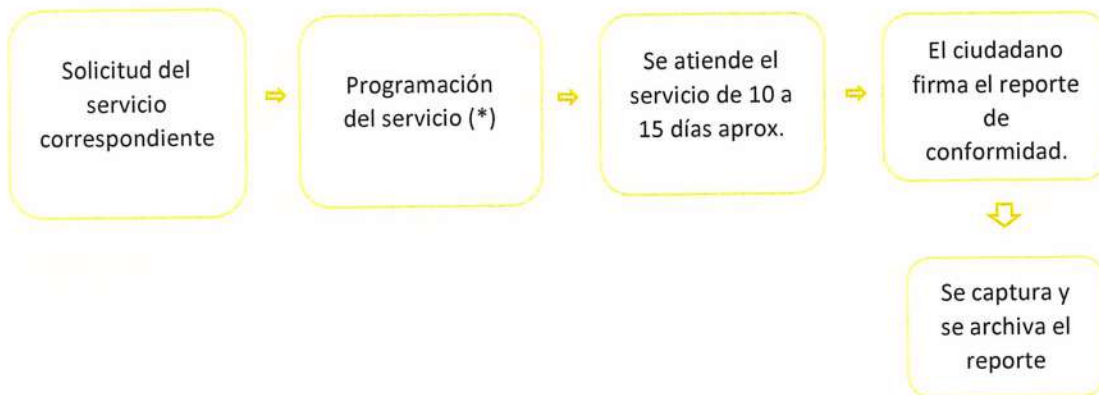 Solicitud del
servicio
correspondiente
Programación
del servicio (*)
Se atiende el
servicio de 10 a
15 días aprox.
El ciudadano
firma el reporte
de
conformidad.
Se captura y
se archiva el
reporte